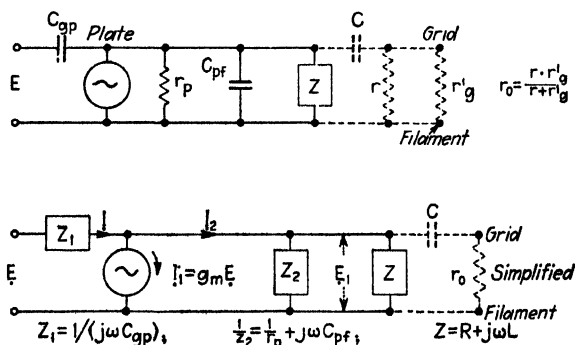 C_gp Plate C Grid
E r_p C_pf Z r r'_g r_0 = r·r'_g / r+r'_g
Filament
I I_2 C
Z_1 Grid
E I_1=g_m E Z_2 E_1 Z r_0 Simplified
Filament
Z_1=1/(jωC_gp); 1/Z_2=1/r_p+jωC_pf; Z=R+jωL